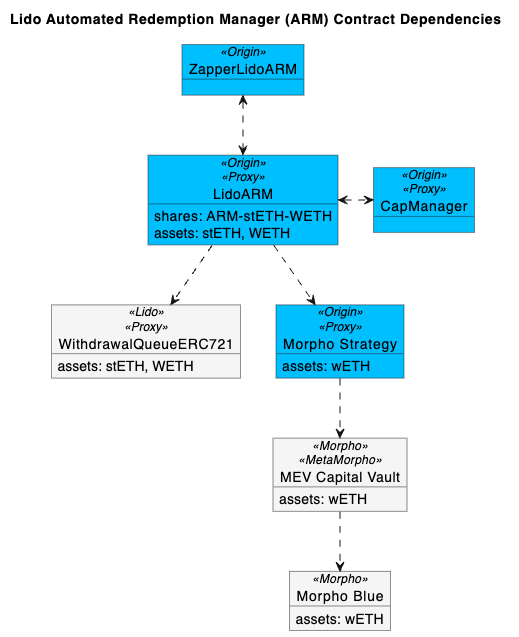 Lido Automated Redemption Manager (ARM) Contract Dependencies
«Origin»
ZapperLidoARM
«Origin»
«Proxy»
LidoARM
shares: ARM-stETH-WETH
assets: stETH, WETH
«Origin»
«Proxy»
CapManager
«Lido»
«Proxy»
WithdrawalQueueERC721
assets: stETH, WETH
«Origin»
«Proxy»
Morpho Strategy
assets: wETH
«Morpho»
«MetaMorpho»
MEV Capital Vault
assets: wETH
«Morpho»
Morpho Blue
assets: wETH